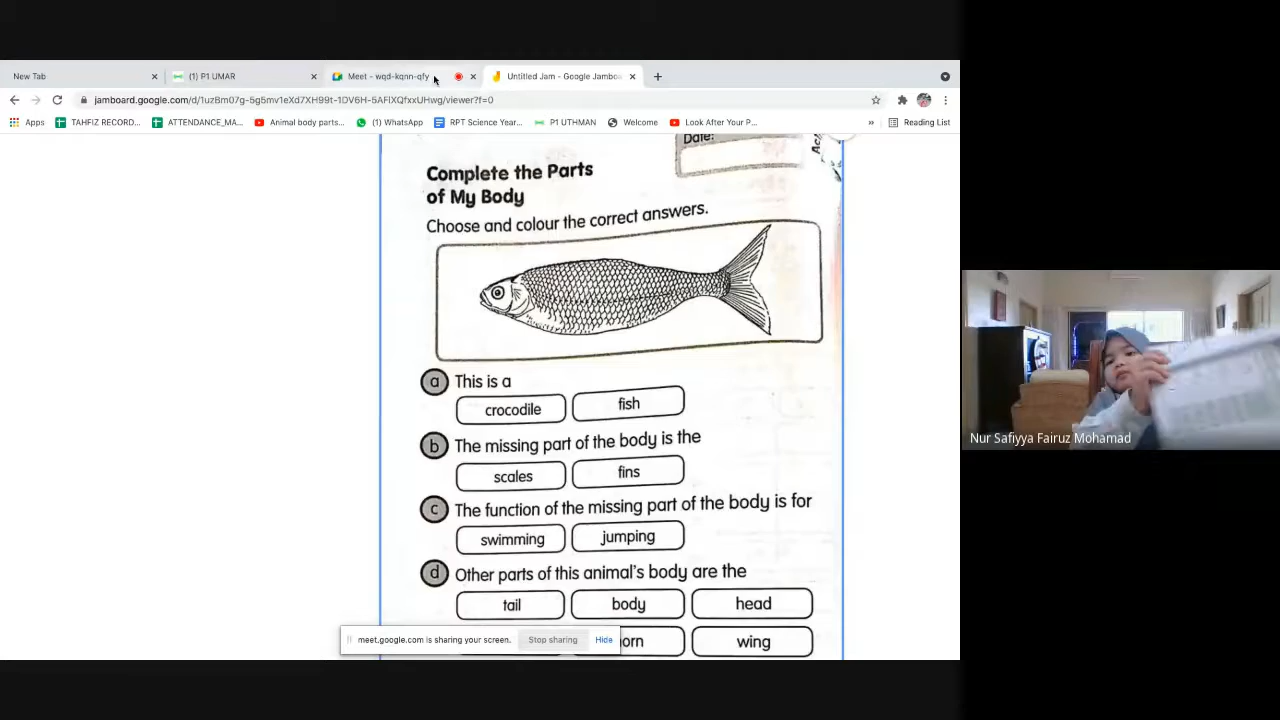 New Tab
(1) P1 UMAR
Meet - wqd-kqnn-qfy
Untitled Jam - Google Jamboa
jamboard.google.com/d/1uzBm07g-5g5mv1eXd7XH99t-1DV6H-5AFlXQfxxUHwg/viewer?f=0
Apps
TAHFIZ RECORD...
ATTENDANCE_MA...
Animal body parts...
(1) WhatsApp
RPT Science Year...
P1 UTHMAN
Welcome
Look After Your P...
»
Reading List
Date:
Complete the Parts
of My Body
Choose and colour the correct answers.
a This is a
crocodile fish
b The missing part of the body is the
scales fins
c The function of the missing part of the body is for
swimming jumping
d Other parts of this animal's body are the
tail body head
orn wing
meet.google.com is sharing your screen. Stop sharing Hide
Nur Safiyya Fairuz Mohamad